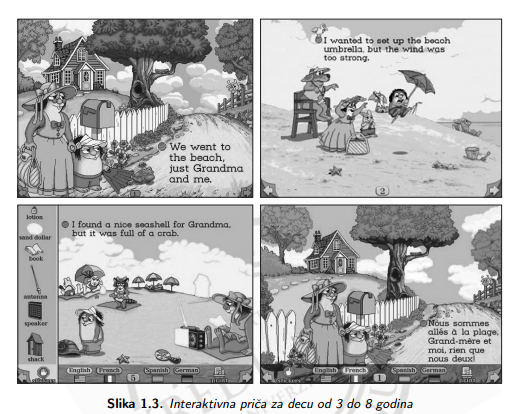 We went to
the beach,
just Grandma
and me.
I wanted to set up the beach
umbrella, but the wind was
too strong.
2
lotion
sand dollar
book
antenna
speaker
shack
I found a nice seashell for Grandma,
but it was full of a crab.
English French Spanish German
5
Nous sommes
allés à la plage,
Grand-mère et
moi, rien que
nous deux!
English French Spanish German
1
Slika 1.3. Interaktivna priča za decu od 3 do 8 godina